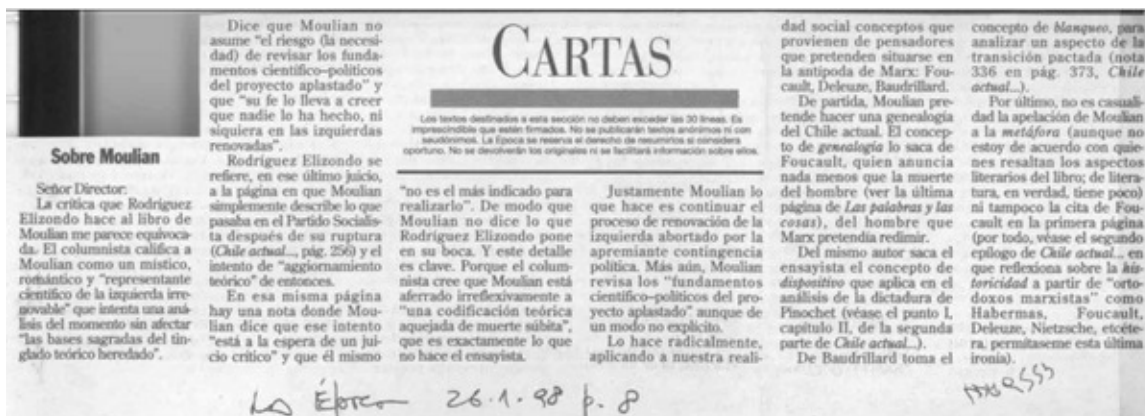 CARTAS
Los textos destinados a esta sección no deben exceder las 30 líneas. Es
imprescindible que estén firmados. No se publicarán textos anónimos ni con
seudónimos. La Epoca se reserva el derecho de resumirlos si considera
oportuno. No se devolverán los originales ni se facilitará información sobre ellos.
Sobre Moulian
Señor Director:
La crítica que Rodríguez
Elizondo hace al libro de
Moulian me parece equivoca-
da. El columnista califica a
Moulian como un místico,
romántico y "representante
científico de la izquierda irre-
novable" que intenta una aná-
lisis del momento sin afectar
"las bases sagradas del tin-
glado teórico heredado".
Dice que Moulian no
asume "el riesgo (la necesi-
dad) de revisar los funda-
mentos científico-políticos
del proyecto aplastado" y
que "su fe lo lleva a creer
que nadie lo ha hecho, ni
siquiera en las izquierdas
renovadas".
Rodríguez Elizondo se
refiere, en ese último juicio,
a la página en que Moulian
simplemente describe lo que
pasaba en el Partido Socialis-
ta después de su ruptura
(Chile actual..., pág. 256) y el
intento de "aggiornamiento
teórico" de entonces.
En esa misma página
hay una nota donde Mou-
lian dice que ese intento
"está a la espera de un jui-
cio crítico" y que él mismo
"no es el más indicado para
realizarlo". De modo que
Moulian no dice lo que
Rodríguez Elizondo pone
en su boca. Y este detalle
es clave. Porque el colum-
nista cree que Moulian está
aferrado irreflexivamente a
"una codificación teórica
aquejada de muerte súbita",
que es exactamente lo que
no hace el ensayista.
Justamente Moulian lo
que hace es continuar el
proceso de renovación de la
izquierda abortado por la
apremiante contingencia
política. Más aún, Moulian
revisa los "fundamentos
científico-políticos del pro-
yecto aplastado" aunque de
un modo no explícito.
Lo hace radicalmente,
aplicando a nuestra reali-
dad social conceptos que
provienen de pensadores
que pretenden situarse en
la antípoda de Marx: Fou-
cault, Deleuze, Baudrillard.
De partida, Moulian pre-
tende hacer una genealogía
del Chile actual. El concep-
to de genealogía lo saca de
Foucault, quien anuncia
nada menos que la muerte
del hombre (ver la última
página de Las palabras y las
cosas), del hombre que
Marx pretendía redimir.
Del mismo autor saca el
ensayista el concepto de
dispositivo que aplica en el
análisis de la dictadura de
Pinochet (véase el punto I,
capítulo II, de la segunda
parte de Chile actual...).
De Baudrillard toma el
concepto de blanqueo, para
analizar un aspecto de la
transición pactada (nota
336 en pág. 373, Chile
actual...).
Por último, no es casuali-
dad la apelación de Moulian
a la metáfora (aunque no
estoy de acuerdo con quie-
nes resaltan los aspectos
literarios del libro; de litera-
tura, en verdad, tiene poco)
ni tampoco la cita de Fou-
cault en la primera página
(por todo, véase el segundo
epílogo de Chile actual... en
que reflexiona sobre la his-
toricidad a partir de "orto-
doxos marxistas" como
Habermas, Foucault,
Deleuze, Nietzsche, etcéte-
ra, permítaseme esta última
ironía).
La Época 26.1.98 p. 8